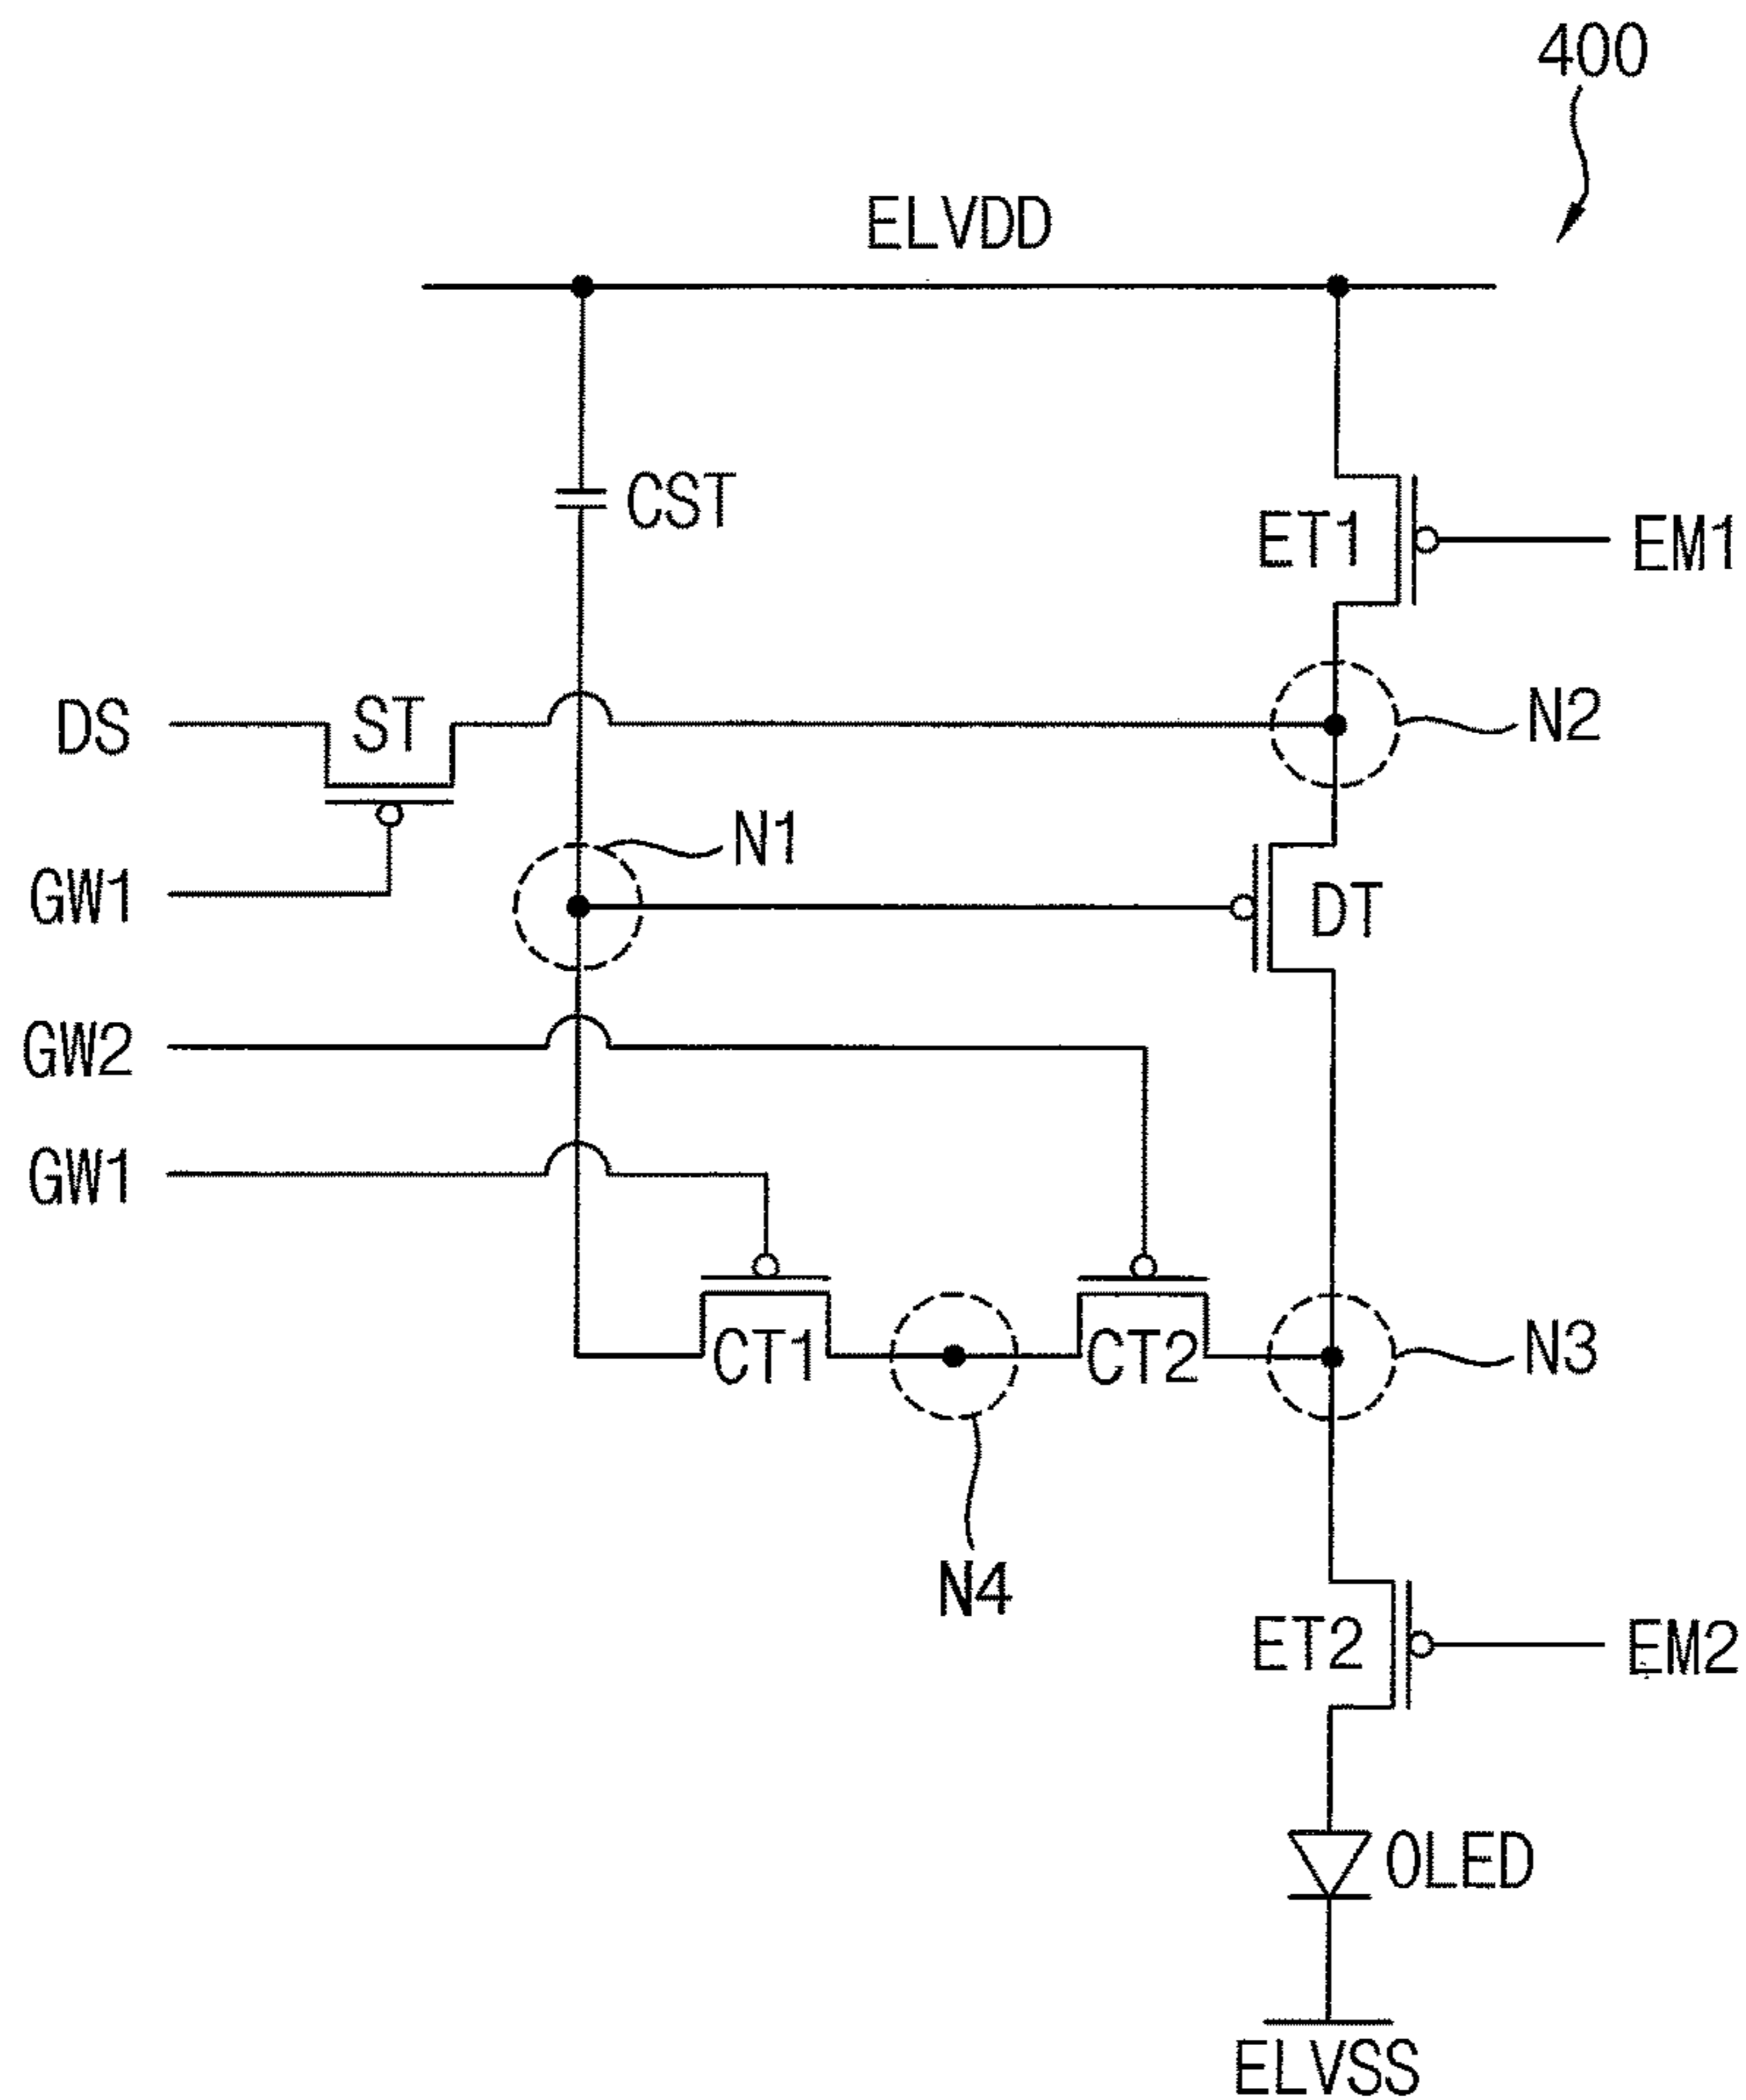 400
ELVDD
CST
ET1
EM1
DS
ST
N2
N1
GW1
DT
GW2
GW1
CT1
CT2
N3
N4
ET2
EM2
OLED
ELVSS